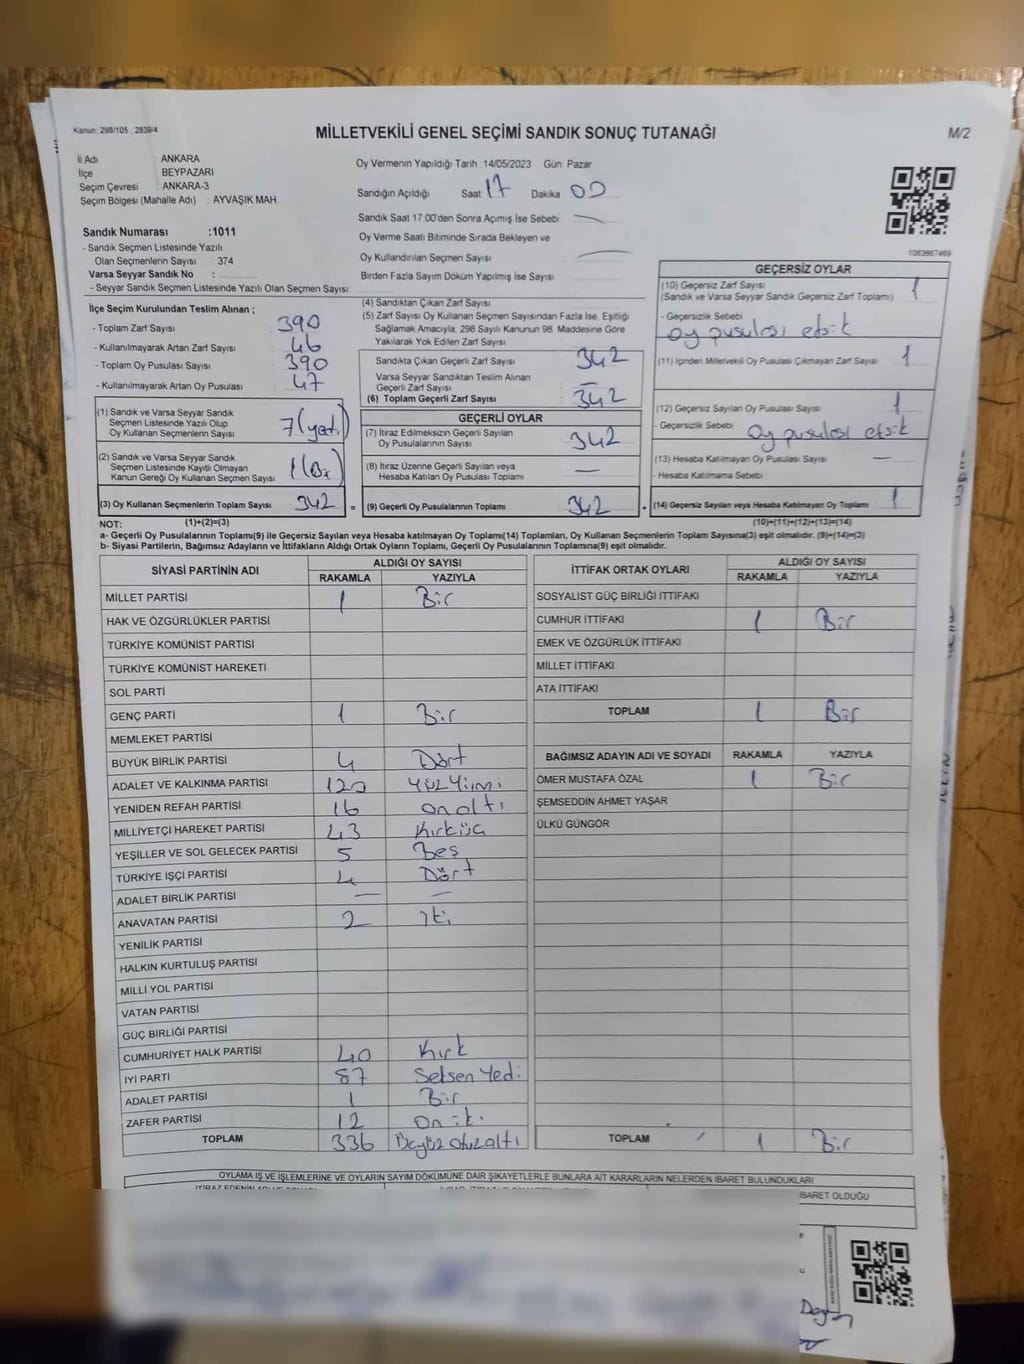 Kanun: 298/105 , 2839/4
MİLLETVEKİLİ GENEL SEÇİMİ SANDIK SONUÇ TUTANAĞI
M/2
İl Adı ANKARA
İlçe BEYPAZARI
Seçim Çevresi ANKARA-3
Seçim Bölgesi (Mahalle Adı) : AYVAŞIK MAH.
Oy Vermenin Yapıldığı Tarih 14/05/2023 Gün: Pazar
Sandığın Açıldığı Saat 17 Dakika 00
Sandık Saat 17.00'den Sonra Açımış İse Sebebi —
Oy Verme Saati Bitiminde Sırada Bekleyen ve
Oy Kullandırılan Seçmen Sayısı —
Birden Fazla Sayım Döküm Yapılmış İse Sayısı
Sandık Numarası :1011
- Sandık Seçmen Listesinde Yazılı
Olan Seçmenlerin Sayısı : 374
Varsa Seyyar Sandık No :
- Seyyar Sandık Seçmen Listesinde Yazılı Olan Seçmen Sayısı
1083867469
İlçe Seçim Kurulundan Teslim Alınan ;
- Toplam Zarf Sayısı 390
- Kullanılmayarak Artan Zarf Sayısı 46
- Toplam Oy Pusulası Sayısı 390
- Kullanılmayarak Artan Oy Pusulası 47
(1) Sandık ve Varsa Seyyar Sandık
Seçmen Listesinde Yazılı Olup
Oy Kullanan Seçmenlerin Sayısı 7
(2) Sandık ve Varsa Seyyar Sandık
Seçmen Listesinde Kayıtlı Olmayan
Kanun Gereği Oy Kullanan Seçmen Sayısı 1
(3) Oy Kullanan Seçmenlerin Toplam Sayısı 342
(4) Sandıktan Çıkan Zarf Sayısı
(5) Zarf Sayısı Oy Kullanan Seçmen Sayısından Fazla İse, Eşitliği
Sağlamak Amacıyla; 298 Sayılı Kanunun 98. Maddesine Göre
Yakılarak Yok Edilen Zarf Sayısı
Sandıkta Çıkan Geçerli Zarf Sayısı 342
Varsa Seyyar Sandıktan Teslim Alınan
Geçerli Zarf Sayısı —
(6) Toplam Geçerli Zarf Sayısı 342
GEÇERLİ OYLAR
(7) İtiraz Edilmeksizin Geçerli Sayılan
Oy Pusulalarının Sayısı 342
(8) İtiraz Üzerine Geçerli Sayılan veya
Hesaba Katılan Oy Pusulası Toplamı —
= (9) Geçerli Oy Pusulalarının Toplamı 342
GEÇERSİZ OYLAR
(10) Geçersiz Zarf Sayısı 1
(Sandık ve Varsa Seyyar Sandık Geçersiz Zarf Toplamı)
- Geçersizlik Sebebi
oy pusulası eksik
(11) İçinden Milletvekili Oy Pusulası Çıkmayan Zarf Sayısı 1
(12) Geçersiz Sayılan Oy Pusulası Sayısı 1
- Geçersizlik Sebebi oy pusulası eksik
(13) Hesaba Katılmayan Oy Pusulası Sayısı —
- Hesaba Katılmama Sebebi
(14) Geçersiz Sayılan veya Hesaba Katılmayan Oy Toplamı 1
NOT: (1)+(2)=(3) (10)+(11)+(12)+(13)=(14)
a- Geçerli Oy Pusulalarının Toplamı(9) ile Geçersiz Sayılan veya Hesaba katılmayan Oy Toplamı(14) Toplamları, Oy Kullanan Seçmenlerin Toplam Sayısına(3) eşit olmalıdır. (9)+(14)=(3)
b- Siyasi Partilerin, Bağımsız Adayların ve İttifakların Aldığı Ortak Oyların Toplamı, Geçerli Oy Pusulalarının Toplamına(9) eşit olmalıdır.
SİYASİ PARTİNİN ADI ALDIĞI OY SAYISI
RAKAMLA YAZIYLA
MİLLET PARTİSİ 1 Bir
HAK VE ÖZGÜRLÜKLER PARTİSİ
TÜRKİYE KOMÜNİST PARTİSİ
TÜRKİYE KOMÜNİST HAREKETİ
SOL PARTİ
GENÇ PARTİ 1 Bir
MEMLEKET PARTİSİ
BÜYÜK BİRLİK PARTİSİ 4 Dört
ADALET VE KALKINMA PARTİSİ 120 Yüz Yirmi
YENİDEN REFAH PARTİSİ 16 on altı
MİLLİYETÇİ HAREKET PARTİSİ 43 Kırküç
YEŞİLLER VE SOL GELECEK PARTİSİ 5 Beş
TÜRKİYE İŞÇİ PARTİSİ 4 Dört
ADALET BİRLİK PARTİSİ — —
ANAVATAN PARTİSİ 2 iki
YENİLİK PARTİSİ
HALKIN KURTULUŞ PARTİSİ
MİLLİ YOL PARTİSİ
VATAN PARTİSİ
GÜÇ BİRLİĞİ PARTİSİ
CUMHURİYET HALK PARTİSİ 40 Kırk
İYİ PARTİ 87 Seksen Yedi
ADALET PARTİSİ 1 Bir
ZAFER PARTİSİ 12 On iki
TOPLAM 336 Üçyüz otuzaltı
İTTİFAK ORTAK OYLARI ALDIĞI OY SAYISI
RAKAMLA YAZIYLA
SOSYALİST GÜÇ BİRLİĞİ İTTİFAKI
CUMHUR İTTİFAKI 1 Bir
EMEK VE ÖZGÜRLÜK İTTİFAKI
MİLLET İTTİFAKI
ATA İTTİFAKI
TOPLAM 1 Bir
BAĞIMSIZ ADAYIN ADI VE SOYADI RAKAMLA YAZIYLA
ÖMER MUSTAFA ÖZAL 1 Bir
ŞEMSEDDİN AHMET YAŞAR
ÜLKÜ GÜNGÖR
TOPLAM 1 Bir
OYLAMA İŞ VE İŞLEMLERİNE VE OYLARIN SAYIM DÖKÜMÜNE DAİR ŞİKAYETLERLE BUNLARA AİT KARARLARIN NELERDEN İBARET BULUNDUKLARI
İBARET OLDUĞU